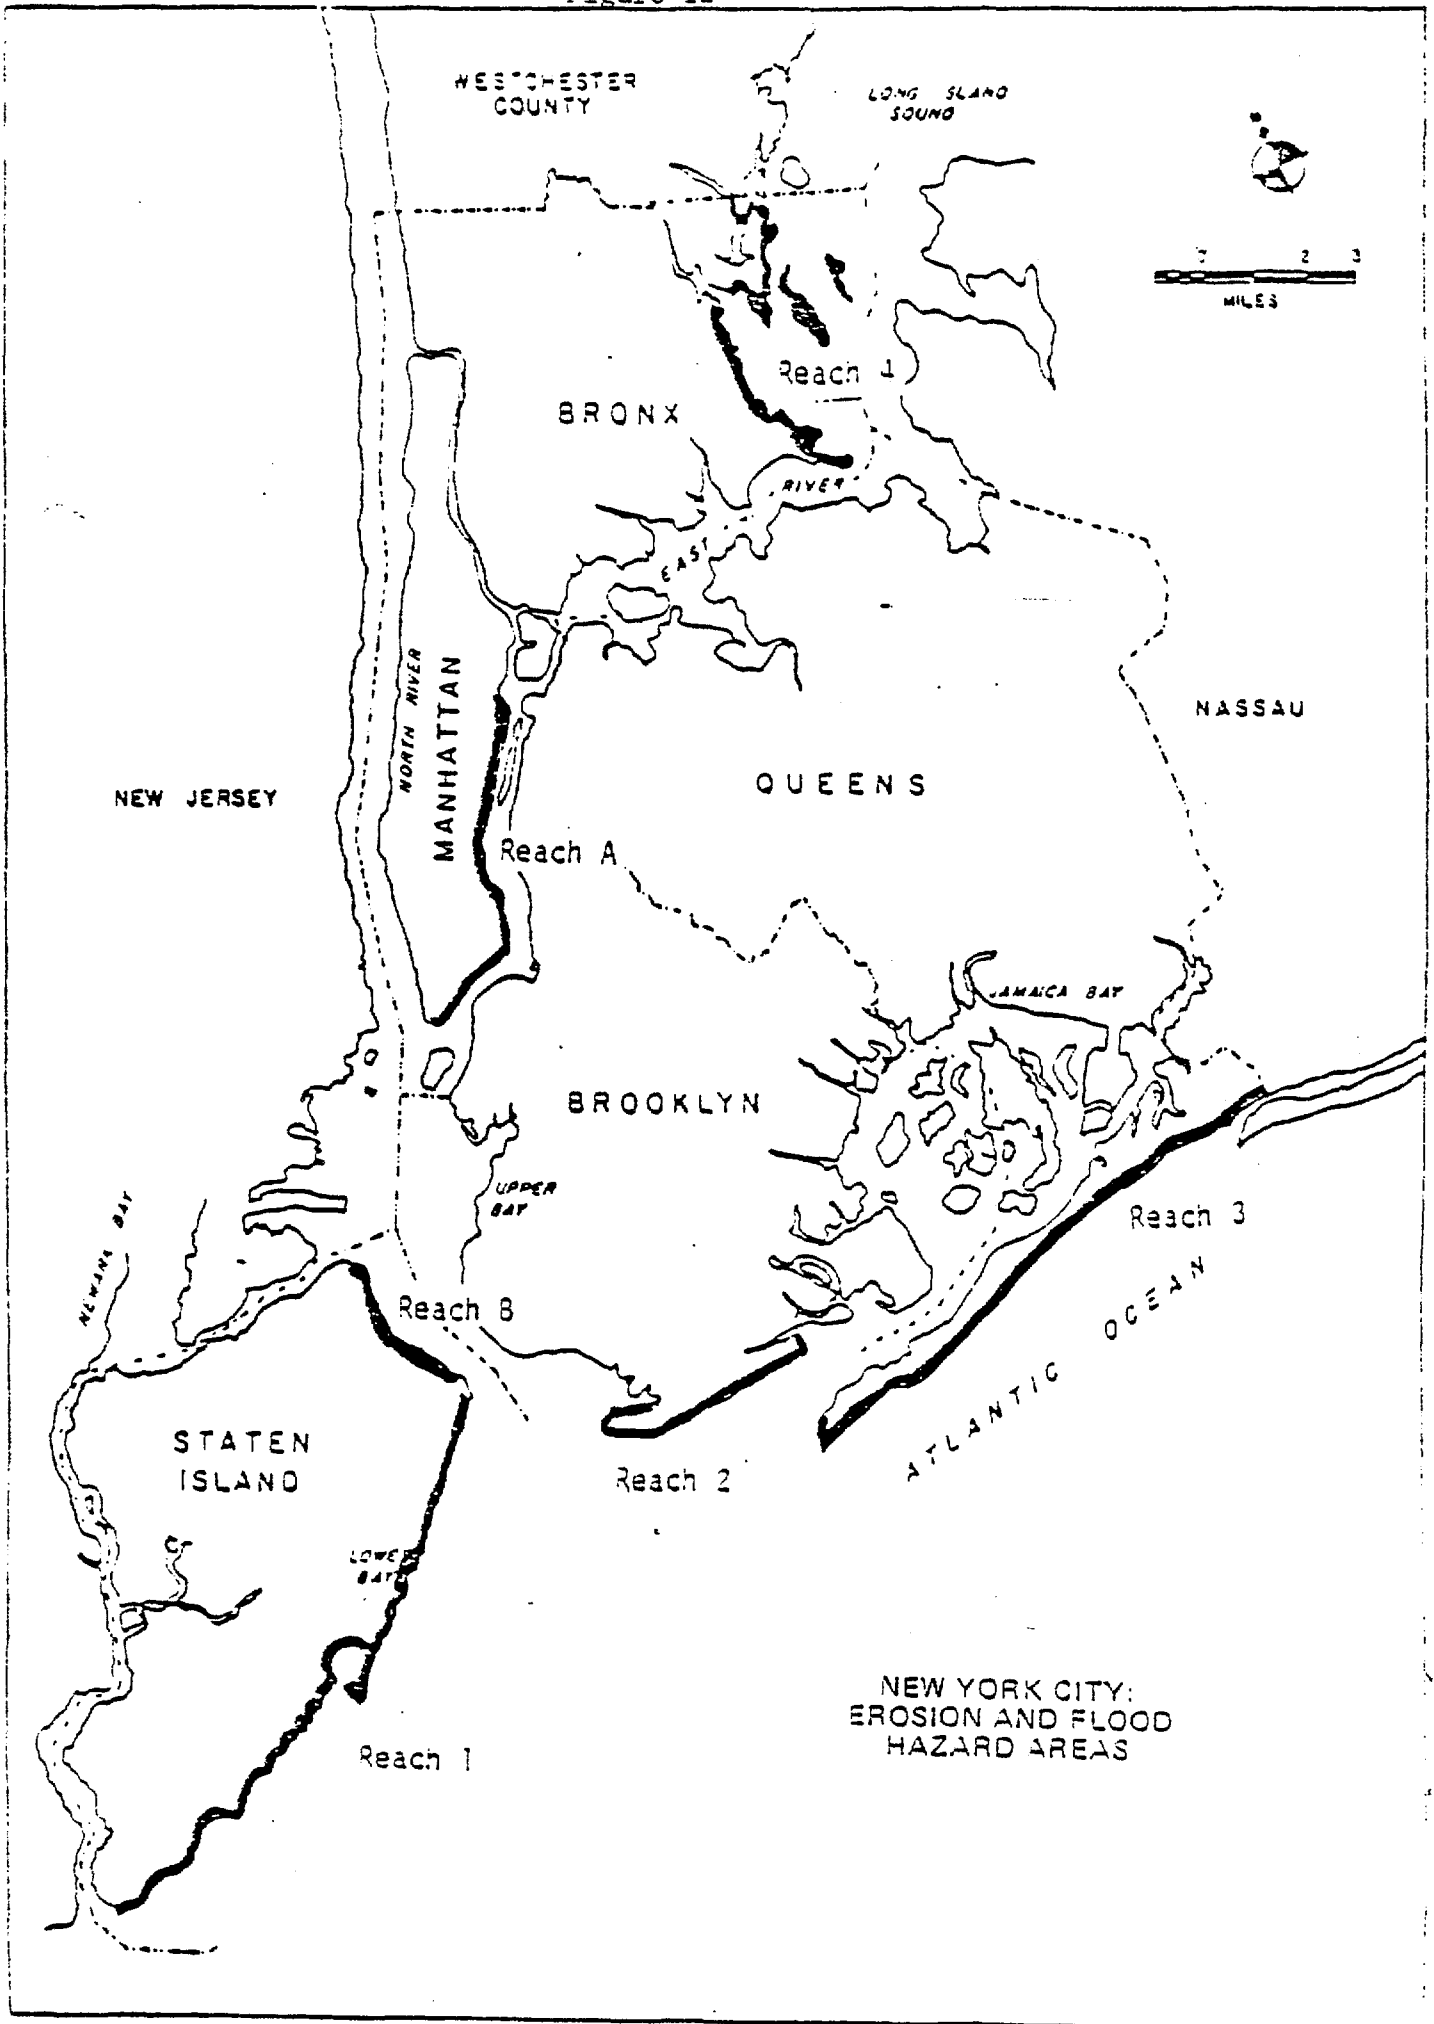 WESTCHESTER
COUNTY
LONG ISLAND
SOUND
2 3
MILES
Reach 4
BRONX
RIVER
EAST
NORTH RIVER
MANHATTAN
NASSAU
NEW JERSEY
QUEENS
Reach A
JAMAICA BAY
BROOKLYN
UPPER
BAY
NEWARK BAY
Reach 3
Reach B
ATLANTIC OCEAN
STATEN
ISLAND
Reach 2
LOWER
BAY
NEW YORK CITY:
EROSION AND FLOOD
HAZARD AREAS
Reach 1